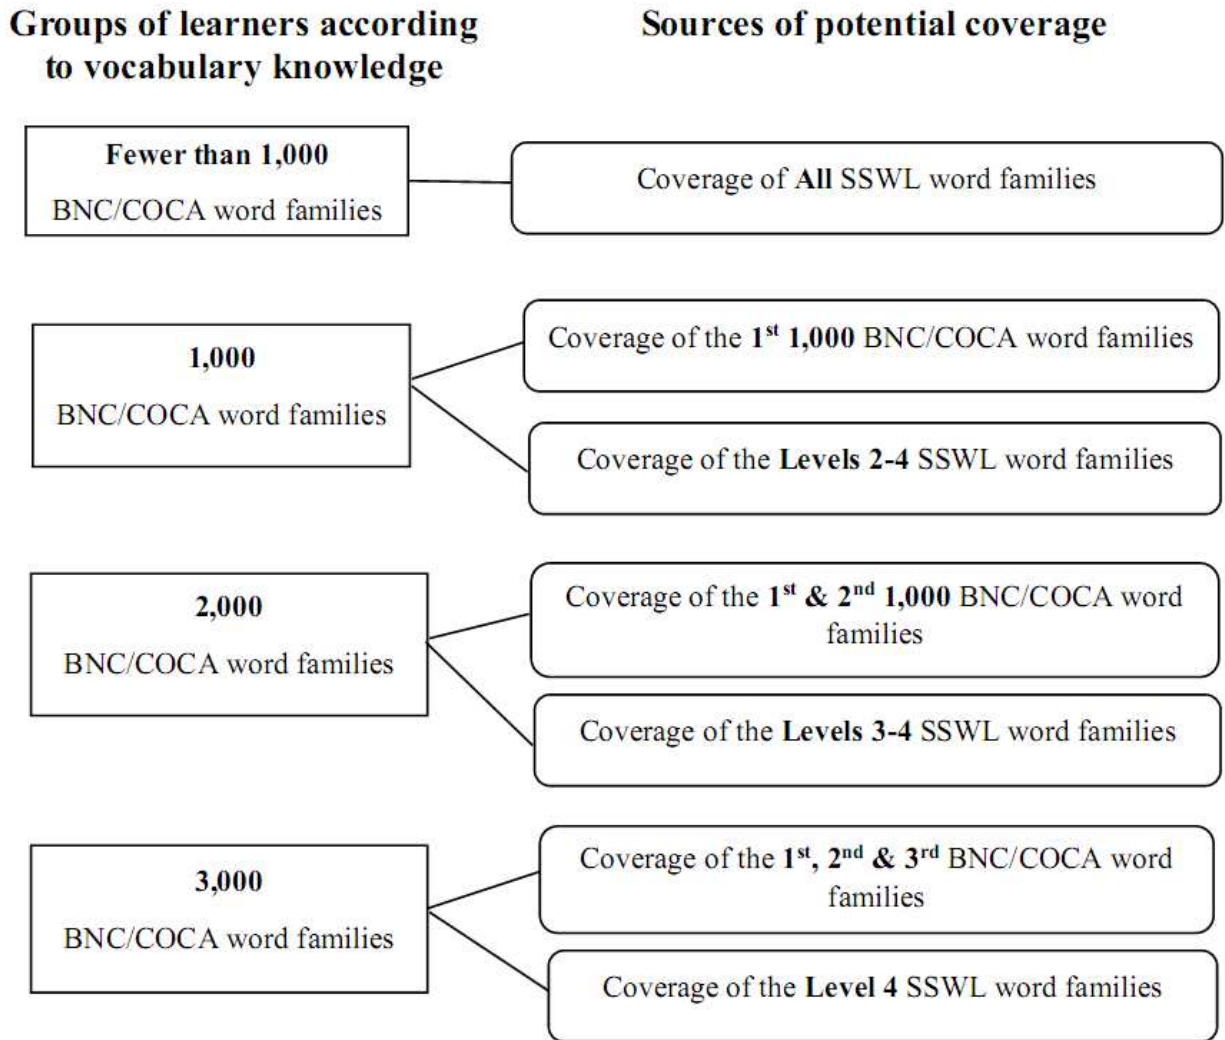 Groups of learners according
to vocabulary knowledge
Sources of potential coverage
Fewer than 1,000
BNC/COCA word families
Coverage of All SSWL word families
1,000
BNC/COCA word families
Coverage of the 1st 1,000 BNC/COCA word families
Coverage of the Levels 2-4 SSWL word families
2,000
BNC/COCA word families
Coverage of the 1st & 2nd 1,000 BNC/COCA word
families
Coverage of the Levels 3-4 SSWL word families
3,000
BNC/COCA word families
Coverage of the 1st, 2nd & 3rd BNC/COCA word
families
Coverage of the Level 4 SSWL word families